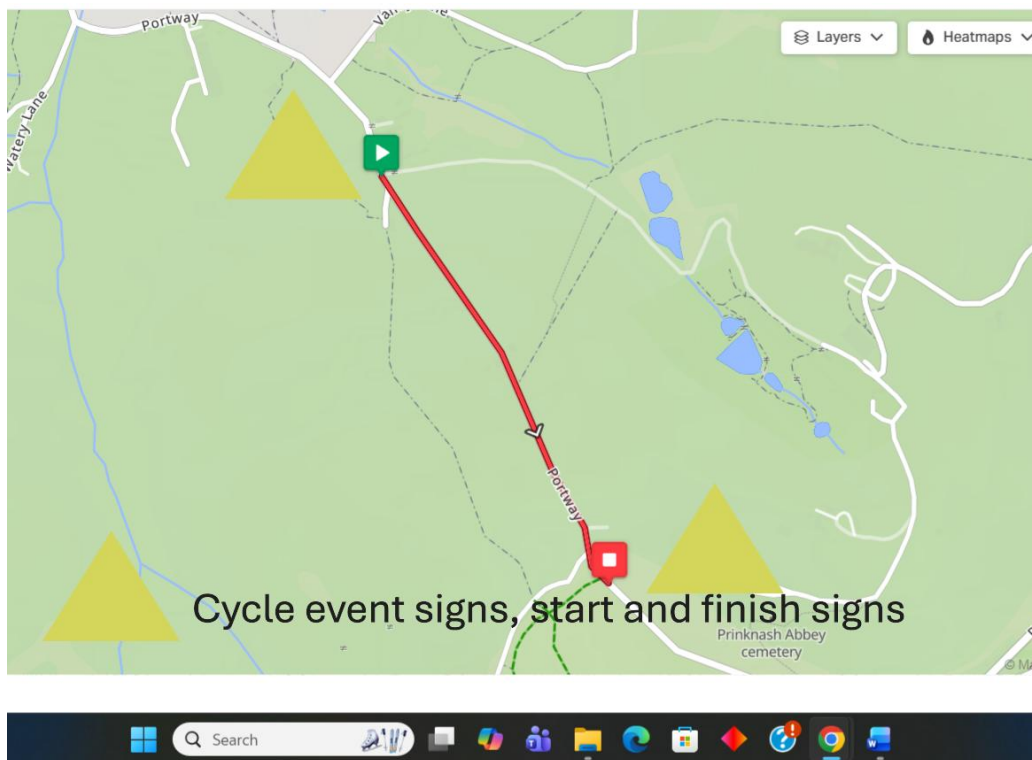 Portway
Watery Lane
Layers
Heatmaps
Portway
Cycle event signs, start and finish signs
Prinknash Abbey
cemetery
Search